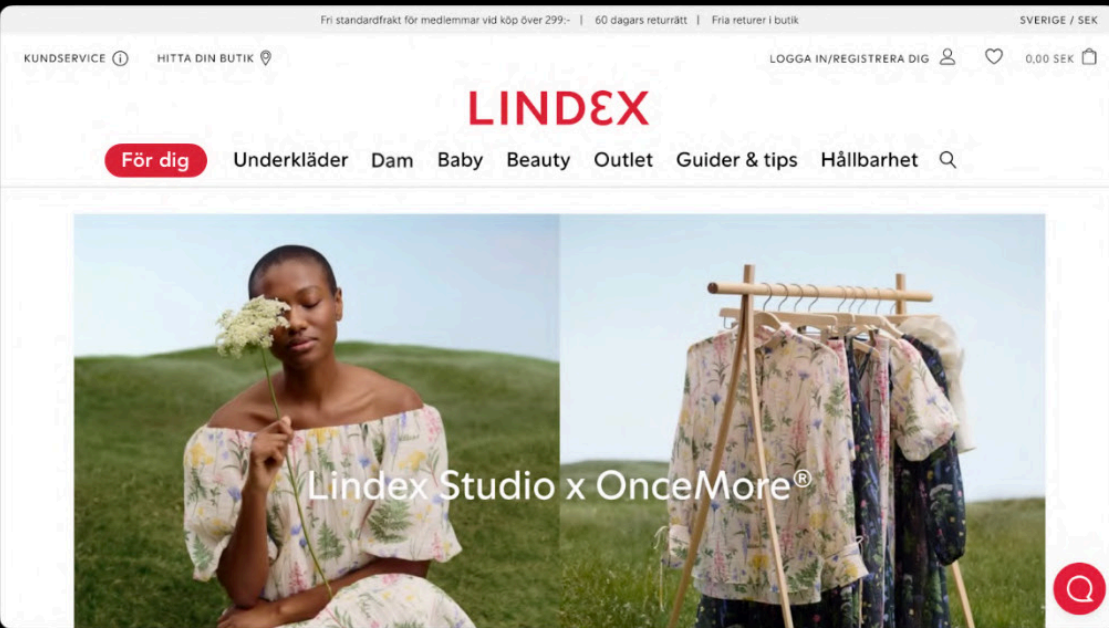 Fri standardfrakt för medlemmar vid köp över 299:- | 60 dagars returrätt | Fria returer i butik
SVERIGE / SEK
KUNDSERVICE
HITTA DIN BUTIK
LOGGA IN/REGISTRERA DIG
0,00 SEK
LINDEX
För dig Underkläder Dam Baby Beauty Outlet Guider & tips Hållbarhet
Lindex Studio x OnceMore®